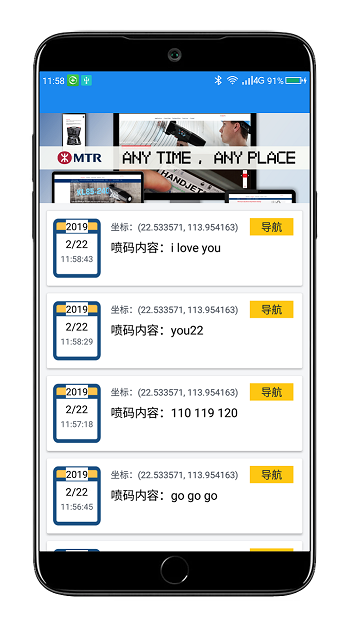 11:58
4G 91%
MTR
ANY TIME , ANY PLACE
HANDJET
2019
2/22
11:58:43
坐标：(22.533571, 113.954163)
导航
喷码内容：i love you
2019
2/22
11:58:29
坐标：(22.533571, 113.954163)
导航
喷码内容：you22
2019
2/22
11:57:18
坐标：(22.533571, 113.954163)
导航
喷码内容：110 119 120
2019
2/22
11:56:45
坐标：(22.533571, 113.954163)
导航
喷码内容：go go go